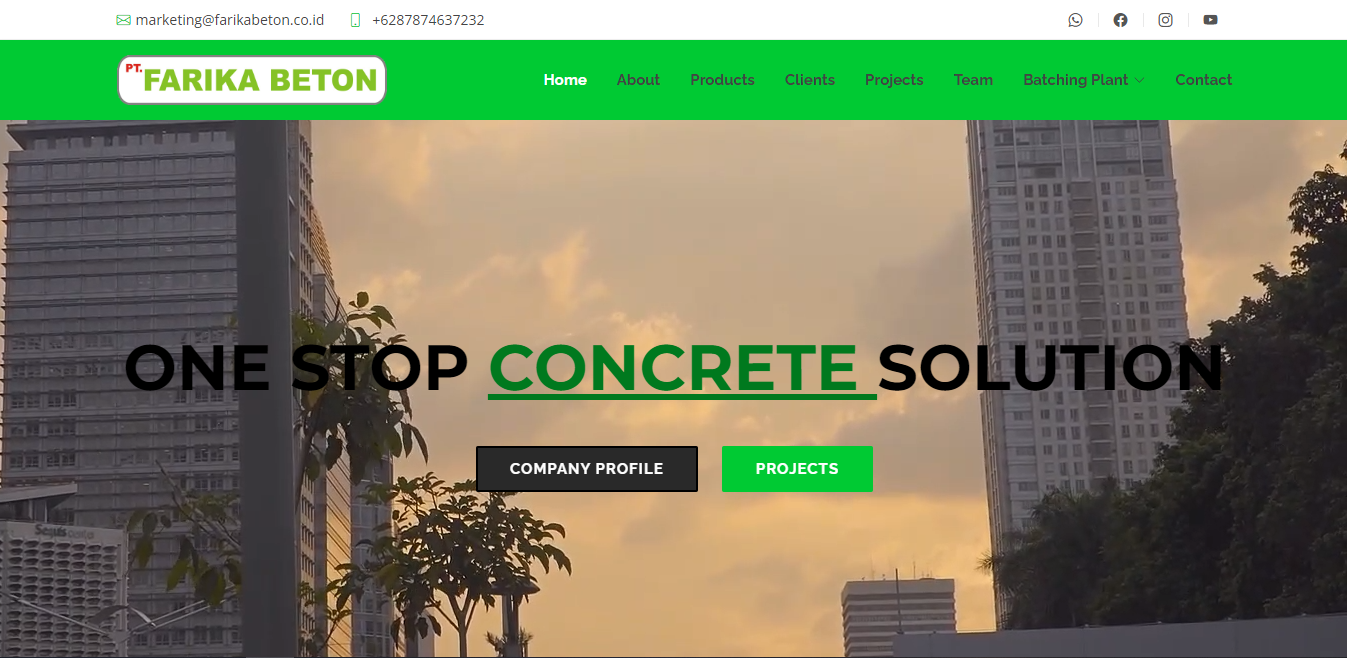 marketing@farikabeton.co.id +6287874637232
PT. FARIKA BETON
Home About Products Clients Projects Team Batching Plant Contact
ONE STOP CONCRETE SOLUTION
COMPANY PROFILE PROJECTS